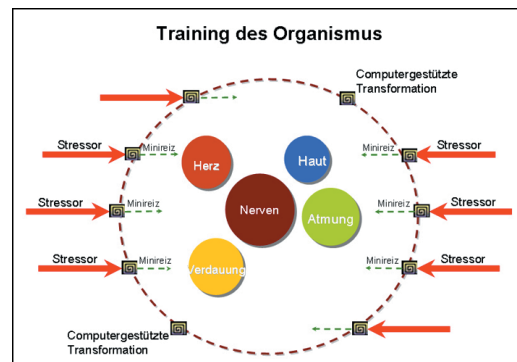 Training des Organismus
Computergestützte
Transformation
Stressor
Minireiz
Herz
Haut
Minireiz
Stressor
Stressor
Minireiz
Nerven
Atmung
Minireiz
Stressor
Stressor
Minireiz
Verdauung
Minireiz
Stressor
Computergestützte
Transformation